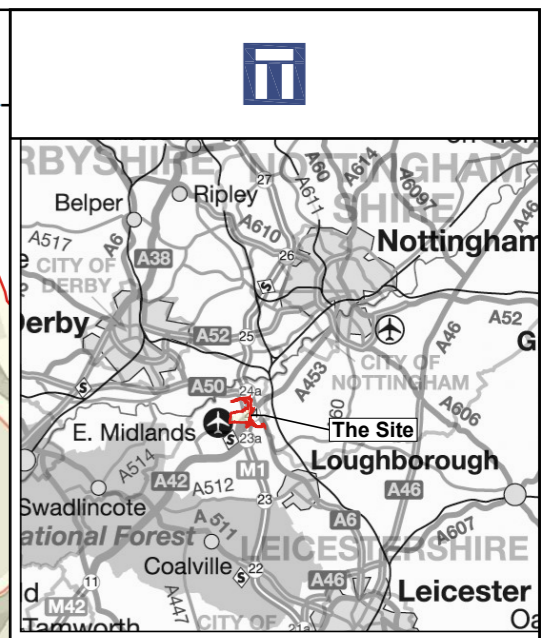 RBYSHIRE
NOTTINGHAM
SHIRE
27
A60
A614
A6097
A46
Belper
Ripley
A611
A610
A517
A6
A38
26
Nottingham
CITY OF
DERBY
Derby
A52
25
A52
A46
G
CITY OF
NOTTINGHAM
A50
24a
A453
60
A606
E. Midlands
23a
The Site
M1
Loughborough
A514
A42
A512
23
A46
Swadlincote
A6
A607
ational Forest
A511
LEICESTERSHIRE
Coalville
22
11
A46
Leicester
M42
A447
Tamworth
CITY OF
21a
Oa